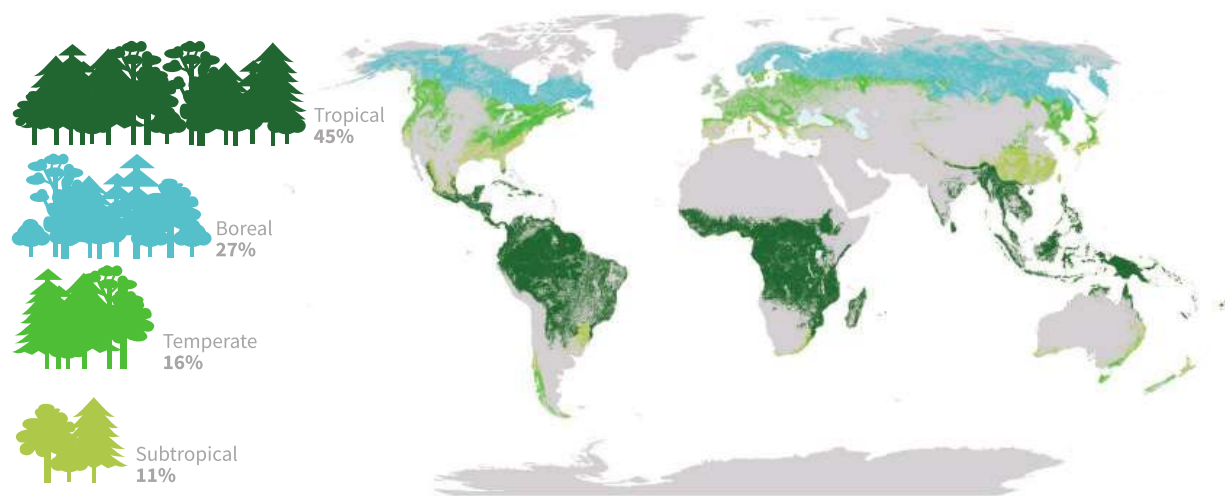 Tropical
45%
Boreal
27%
Temperate
16%
Subtropical
11%